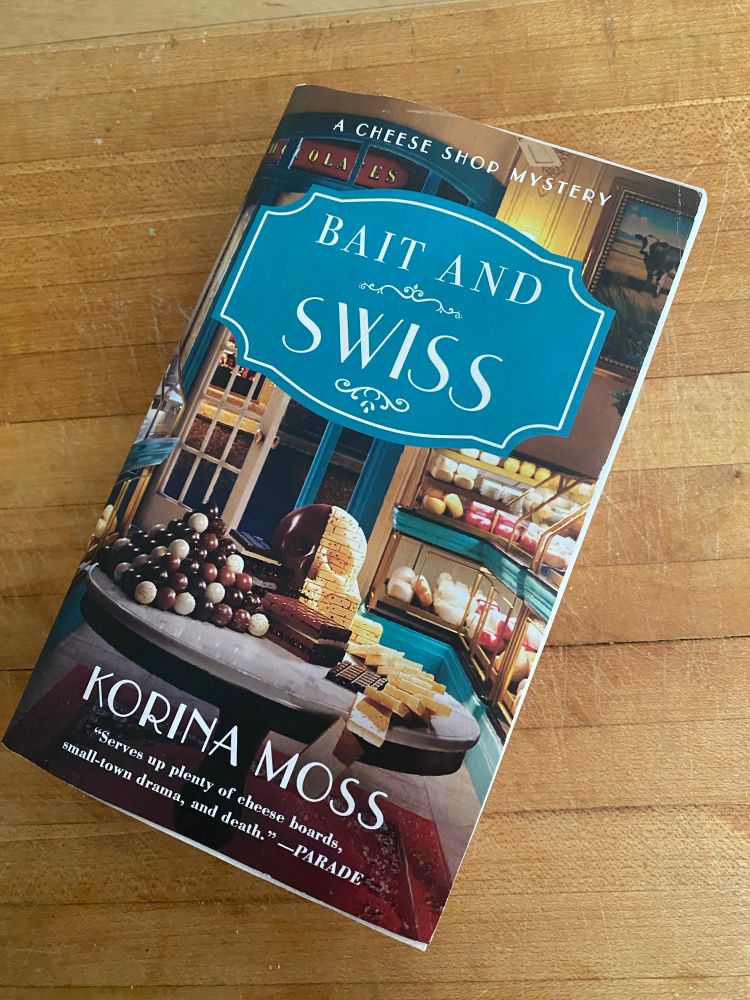 A CHEESE SHOP MYSTERY
BAIT AND
SWISS
KORINA MOSS
“Serves up plenty of cheese boards,
small-town drama, and death.” —PARADE